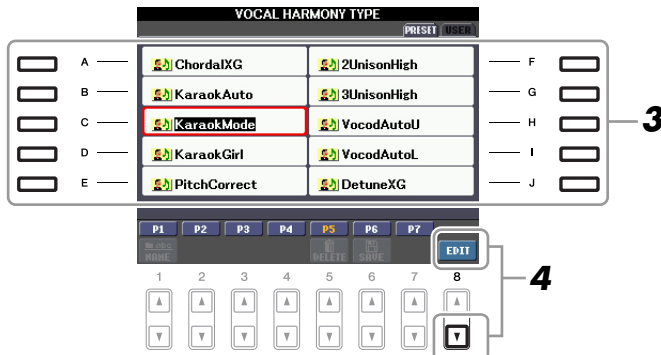 VOCAL HARMONY TYPE
PRESET USER
A ChordalXG 2UnisonHigh F
B KaraokAuto 3UnisonHigh G
C KaraokMode VocodAutoU H 3
D KaraokGirl VocodAutoL I
E PitchCorrect DetuneXG J
P1 P2 P3 P4 P5 P6 P7
NAME DELETE SAVE EDIT
1 2 3 4 5 6 7 8 4